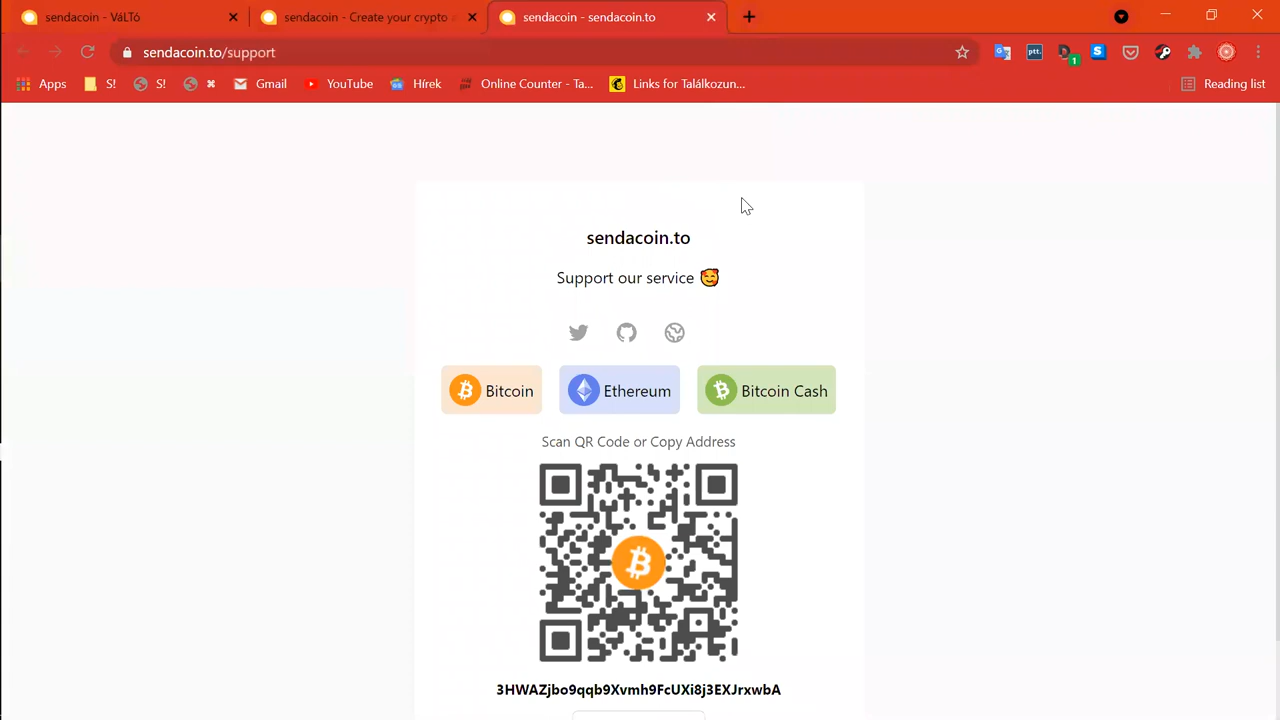 sendacoin - VáLTó
sendacoin - Create your crypto a
sendacoin - sendacoin.to
sendacoin.to/support
ptt.
1
S
Apps
S!
S!
Gmail
YouTube
Hírek
Online Counter - Ta...
Links for Találkozun...
Reading list
sendacoin.to
Support our service 🥰
Bitcoin
Ethereum
Bitcoin Cash
Scan QR Code or Copy Address
3HWAZjbo9qqb9Xvmh9FcUXi8j3EXJrxwbA